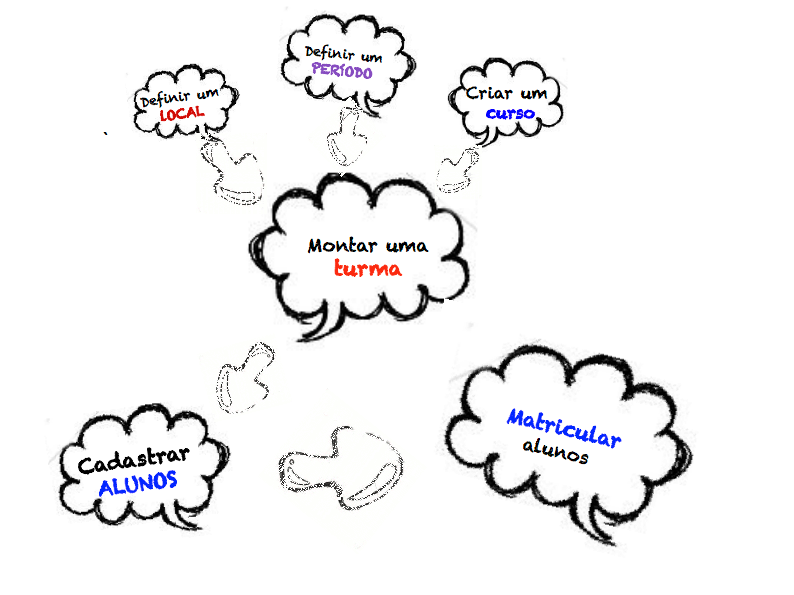 Definir um
LOCAL
Definir um
PERÍODO
Criar um
curso
Montar uma
turma
Cadastrar
ALUNOS
Matricular
alunos